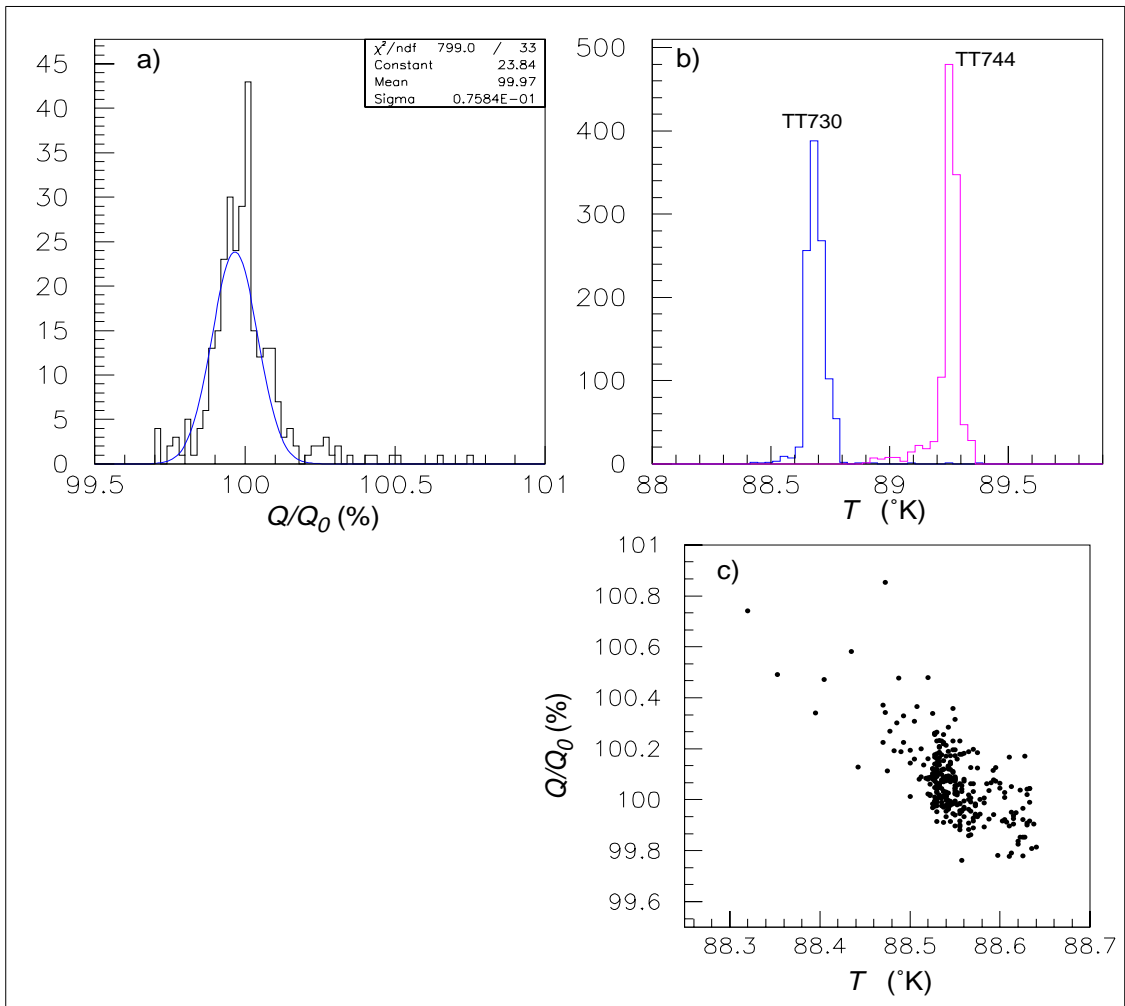 a)
χ²/ndf 799.0 / 33
Constant 23.84
Mean 99.97
Sigma 0.7584E-01
45
40
35
30
25
20
15
10
5
0
99.5 100 100.5 101
Q/Q₀ (%)
b)
TT730
TT744
500
400
300
200
100
0
88 88.5 89 89.5
T (°K)
c)
101
100.8
100.6
100.4
100.2
100
99.8
99.6
Q/Q₀ (%)
88.3 88.4 88.5 88.6 88.7
T (°K)